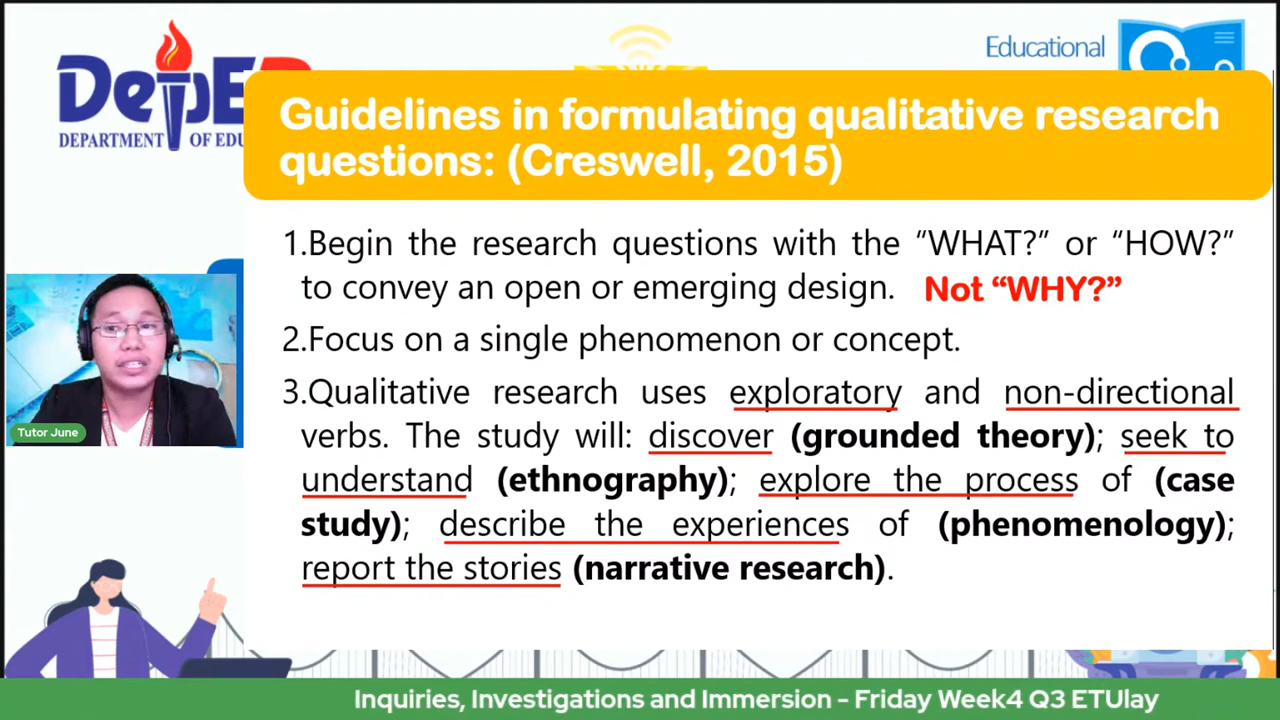 DepED
DEPARTMENT OF EDU
Educational
Guidelines in formulating qualitative research
questions: (Creswell, 2015)
1.Begin the research questions with the “WHAT?” or “HOW?”
to convey an open or emerging design. Not “WHY?”
2.Focus on a single phenomenon or concept.
3.Qualitative research uses exploratory and non-directional
verbs. The study will: discover (grounded theory); seek to
understand (ethnography); explore the process of (case
study); describe the experiences of (phenomenology);
report the stories (narrative research).
Tutor June
Inquiries, Investigations and Immersion - Friday Week4 Q3 ETUlay